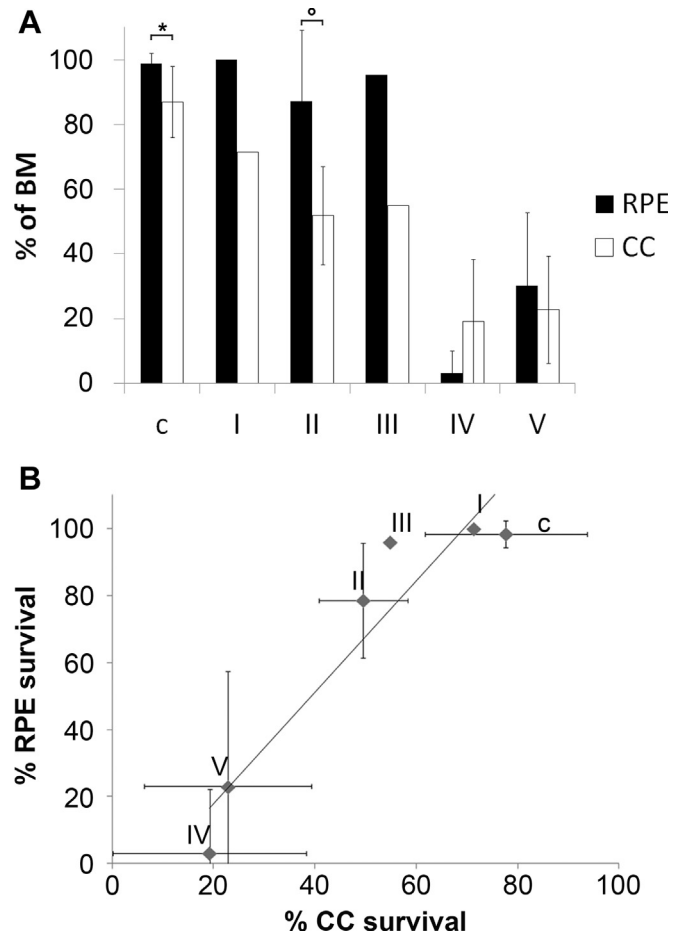 A
* °
100
80
60
40
20
0
% of BM
RPE
CC
c I II III IV V
B
100
80
60
40
20
0
% RPE survival
I
III
c
II
V
IV
0 20 40 60 80 100
% CC survival